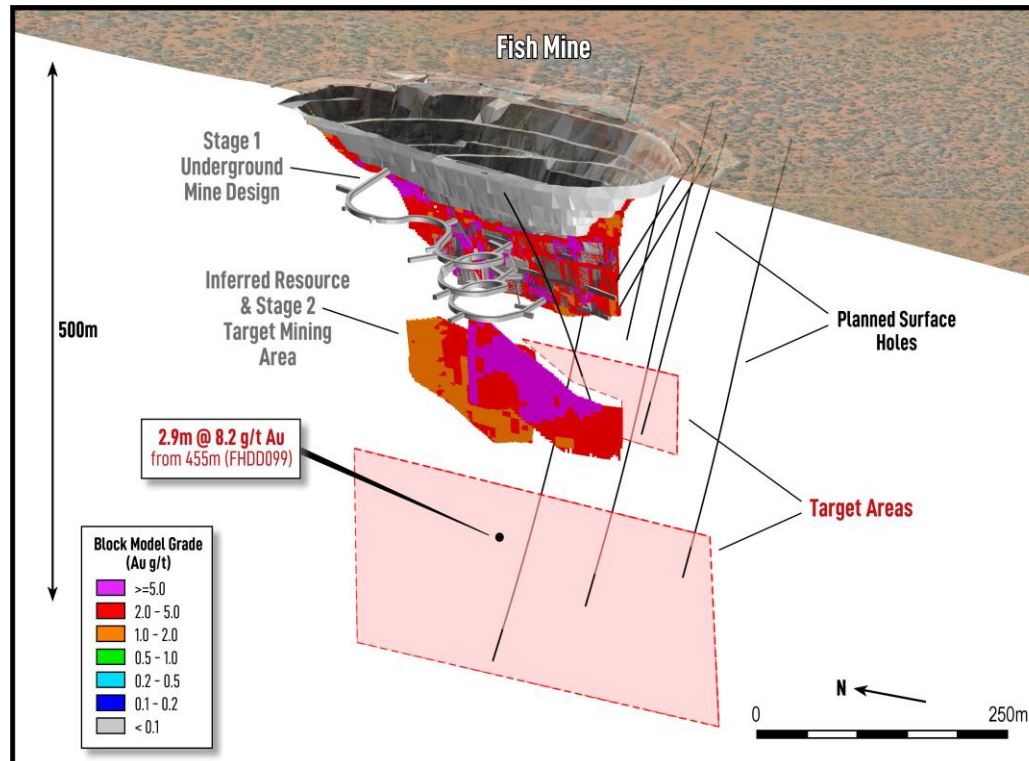 Fish Mine
Stage 1
Underground
Mine Design
Inferred Resource
& Stage 2
Target Mining
Area
500m
Planned Surface
Holes
2.9m @ 8.2 g/t Au
from 455m (FHDD099)
Target Areas
Block Model Grade
(Au g/t)
>=5.0
2.0 - 5.0
1.0 - 2.0
0.5 - 1.0
0.2 - 0.5
0.1 - 0.2
< 0.1
N
0
250m